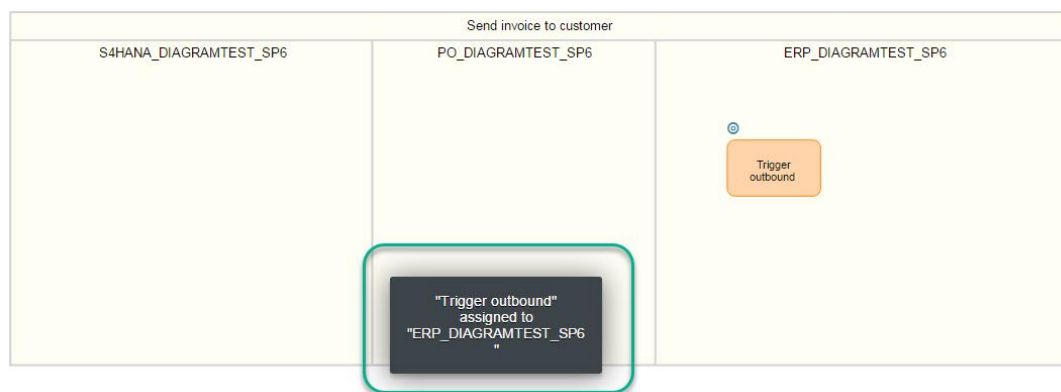 Send invoice to customer
S4HANA_DIAGRAMTEST_SP6
PO_DIAGRAMTEST_SP6
ERP_DIAGRAMTEST_SP6
Trigger
outbound
"Trigger outbound"
assigned to
"ERP_DIAGRAMTEST_SP6
"